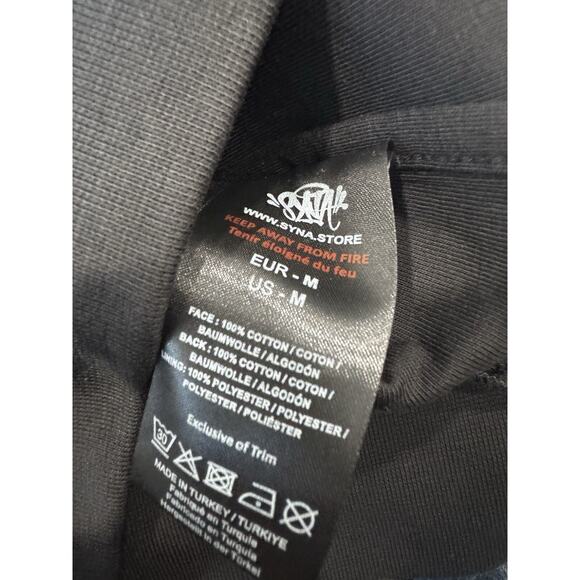 SYNA
WWW.SYNA.STORE
KEEP AWAY FROM FIRE
Tenir éloigné du feu
EUR - M
US - M
FACE : 100% COTTON / COTON /
BAUMWOLLE / ALGODÓN
BACK : 100% COTTON / COTON /
BAUMWOLLE / ALGODÓN
LINING: 100% POLYESTER / POLYESTER /
POLYESTER / POLIÉSTER
Exclusive of Trim
30
MADE IN TURKEY / TURKIYE
Fabriqué en Turquie
Fabricado en Turquía
Hergestellt in der Türkei